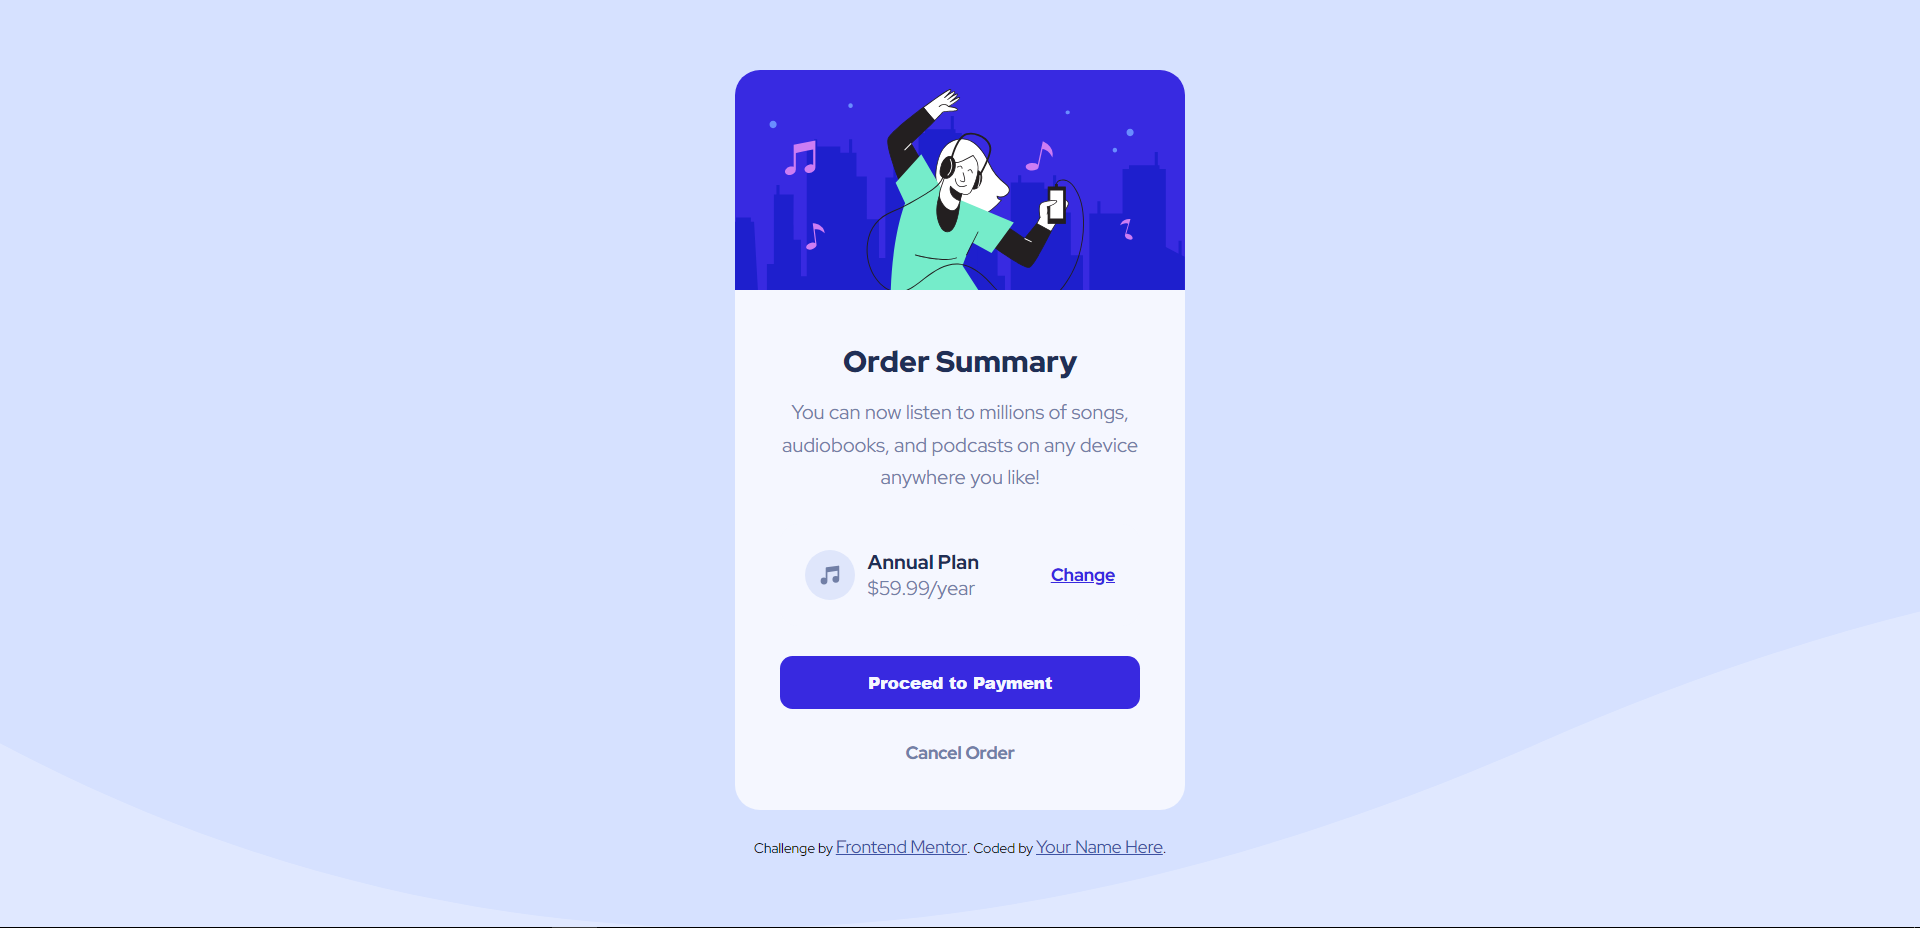 Order Summary
You can now listen to millions of songs,
audiobooks, and podcasts on any device
anywhere you like!
Annual Plan
$59.99/year
Change
Proceed to Payment
Cancel Order
Challenge by Frontend Mentor. Coded by Your Name Here.